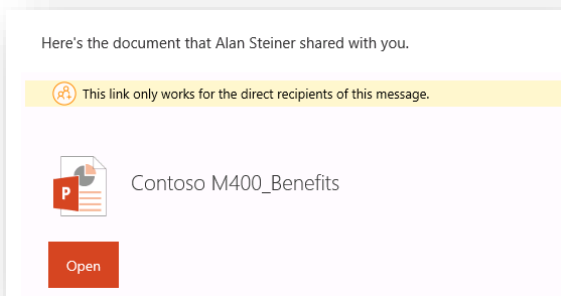 Here's the document that Alan Steiner shared with you.
This link only works for the direct recipients of this message.
P
Contoso M400_Benefits
Open